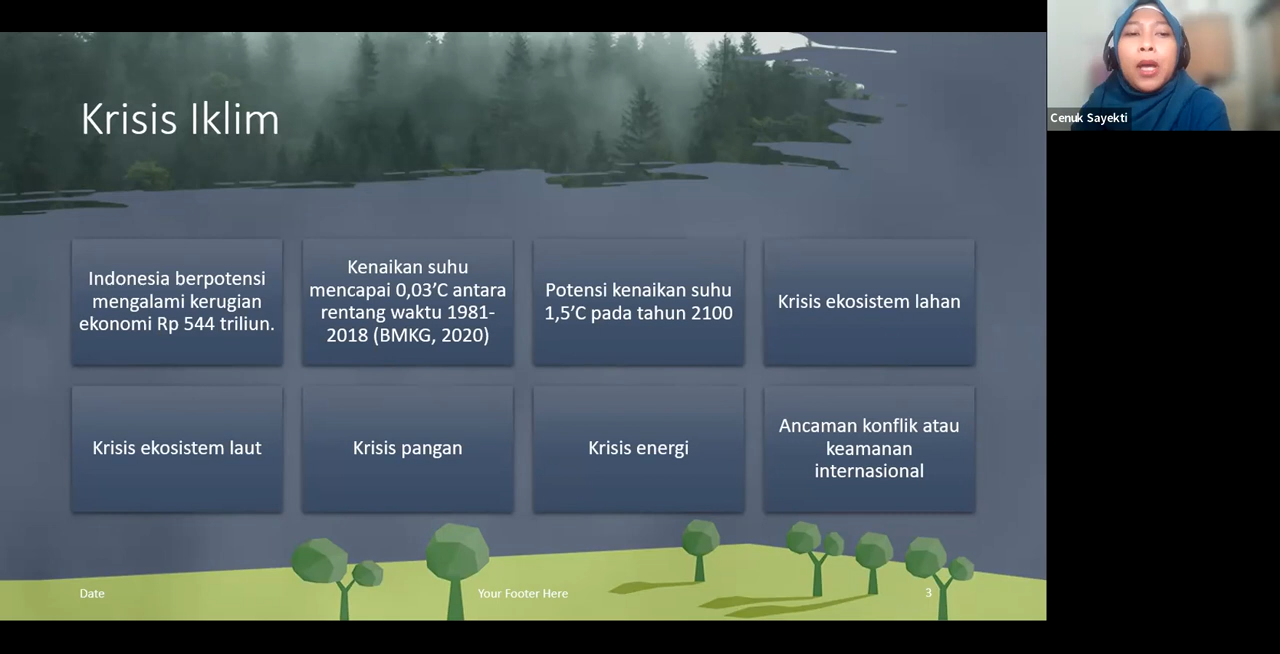 Krisis Iklim
Cenuk Sayekti
Indonesia berpotensi
mengalami kerugian
ekonomi Rp 544 triliun.
Kenaikan suhu
mencapai 0,03’C antara
rentang waktu 1981-
2018 (BMKG, 2020)
Potensi kenaikan suhu
1,5’C pada tahun 2100
Krisis ekosistem lahan
Krisis ekosistem laut
Krisis pangan
Krisis energi
Ancaman konflik atau
keamanan
internasional
Date
Your Footer Here
3